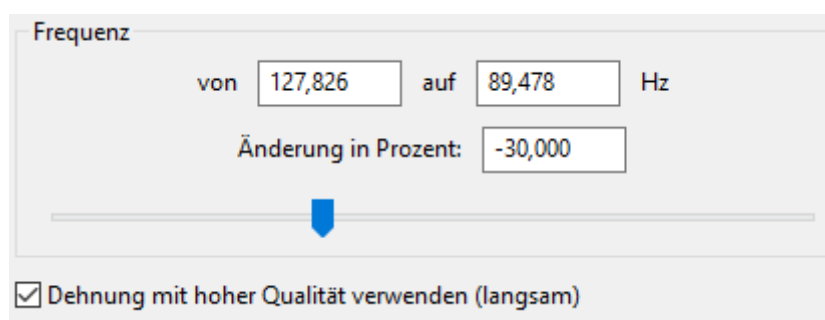 Frequenz
von 127,826 auf 89,478 Hz
Änderung in Prozent: -30,000
Dehnung mit hoher Qualität verwenden (langsam)